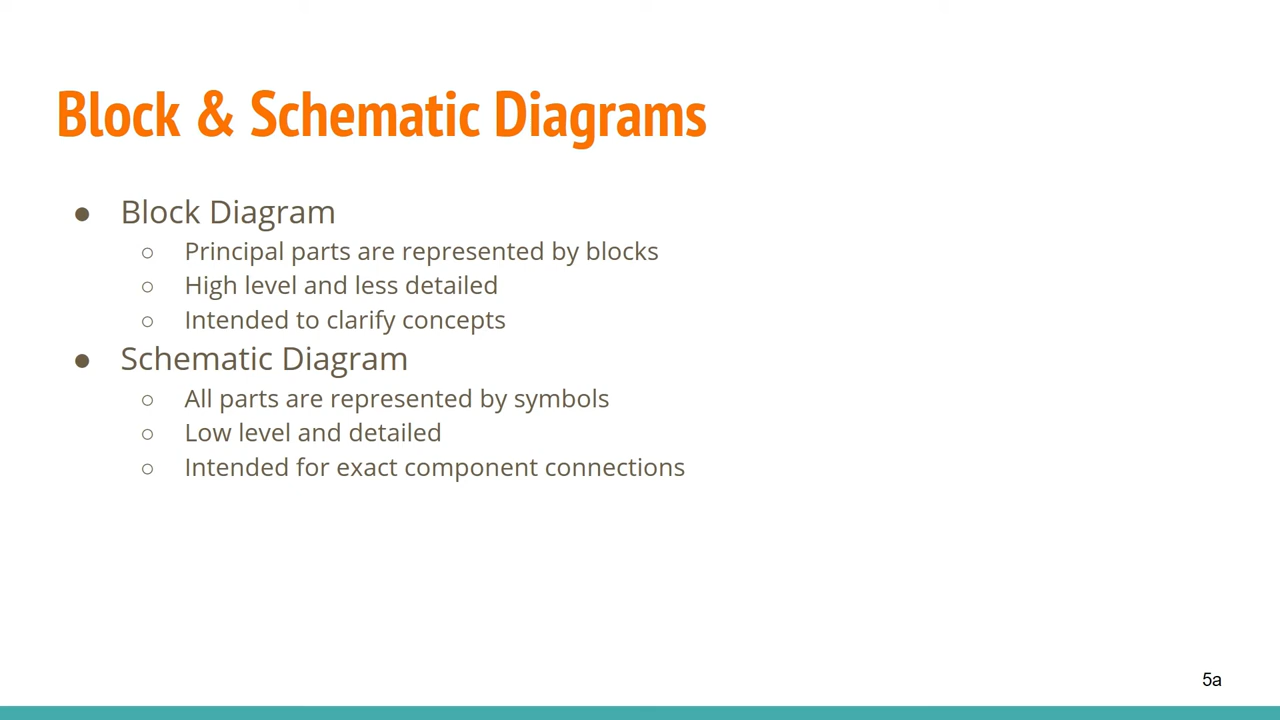 Block & Schematic Diagrams
● Block Diagram
○ Principal parts are represented by blocks
○ High level and less detailed
○ Intended to clarify concepts
● Schematic Diagram
○ All parts are represented by symbols
○ Low level and detailed
○ Intended for exact component connections
5a